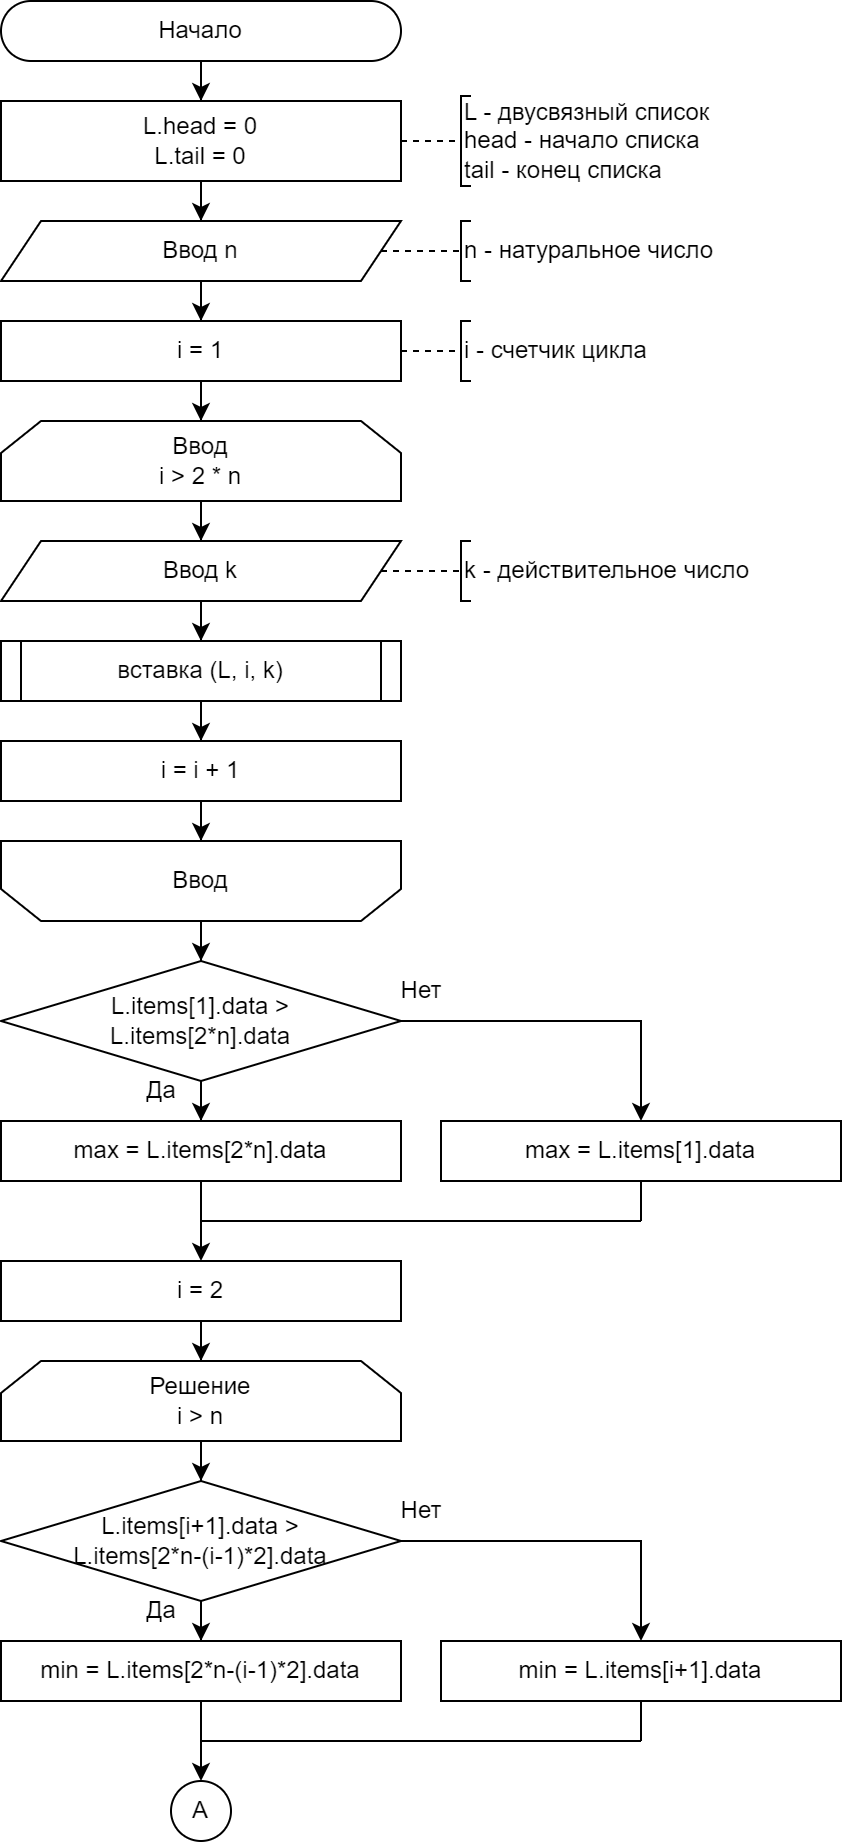 Начало
L.head = 0
L.tail = 0
L - двусвязный список
head - начало списка
tail - конец списка
Ввод n
n - натуральное число
i = 1
i - счетчик цикла
Ввод
i > 2 * n
Ввод k
k - действительное число
вставка (L, i, k)
i = i + 1
Ввод
L.items[1].data >
L.items[2*n].data
Нет
Да
max = L.items[2*n].data
max = L.items[1].data
i = 2
Решение
i > n
L.items[i+1].data >
L.items[2*n-(i-1)*2].data
Нет
Да
min = L.items[2*n-(i-1)*2].data
min = L.items[i+1].data
A